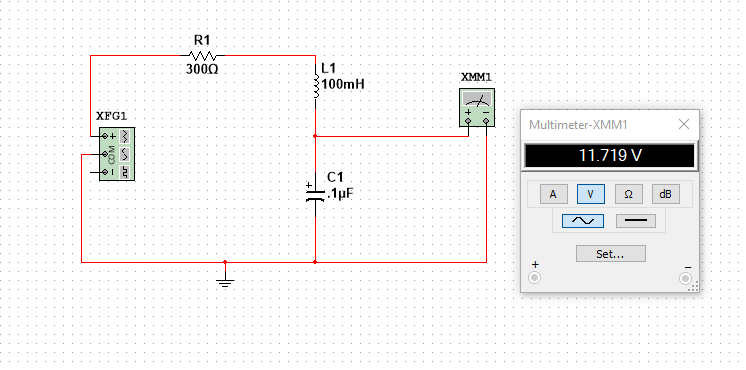 R1
300Ω
L1
100mH
XMM1
+ −
XFG1
+
COM
−
C1
+
.1µF
Multimeter-XMM1
11.719 V
A V Ω dB
Set...
+ −